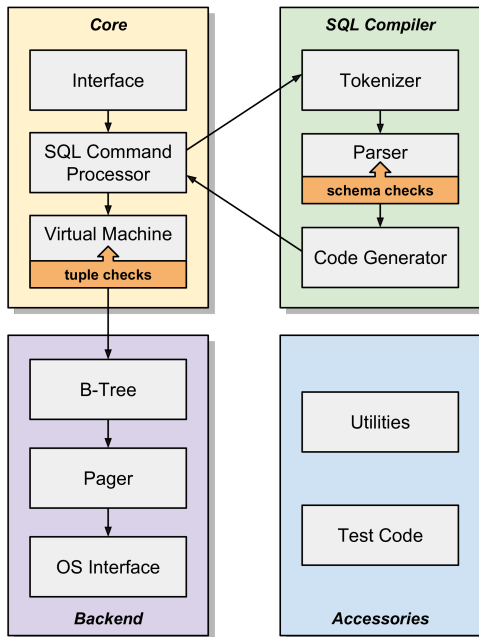 Core
Interface
SQL Command
Processor
Virtual Machine
tuple checks
SQL Compiler
Tokenizer
Parser
schema checks
Code Generator
B-Tree
Pager
OS Interface
Backend
Utilities
Test Code
Accessories